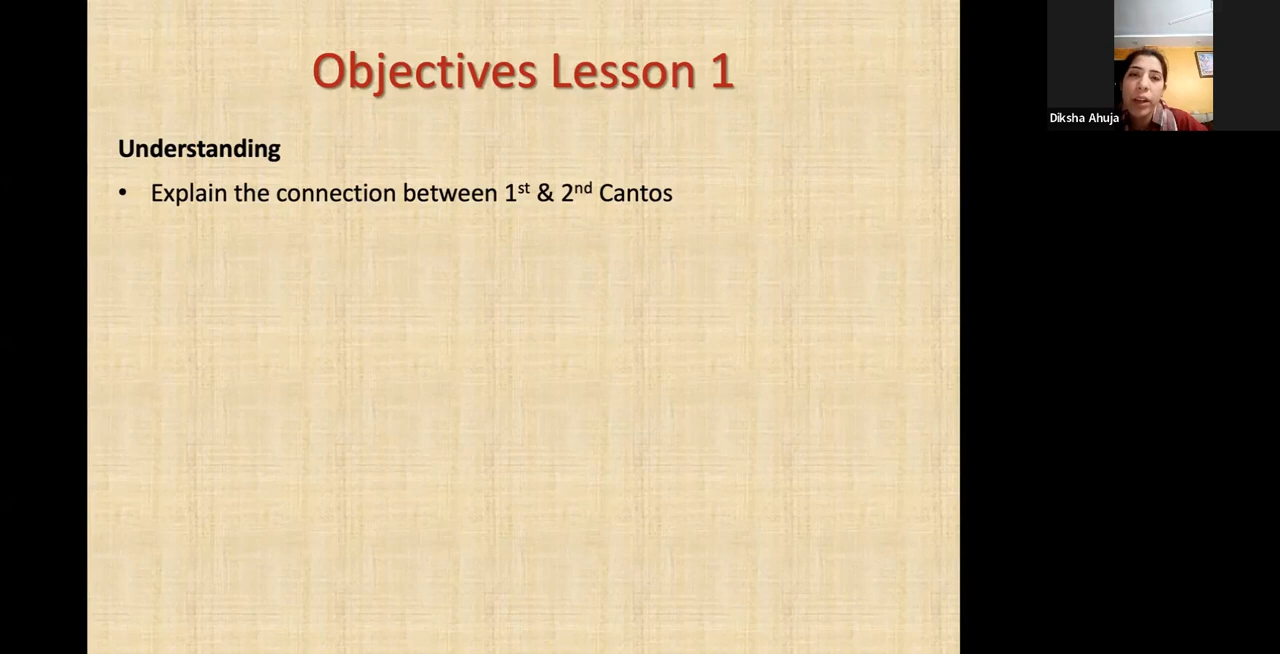 Objectives Lesson 1
Understanding
• Explain the connection between 1st & 2nd Cantos
Diksha Ahuja